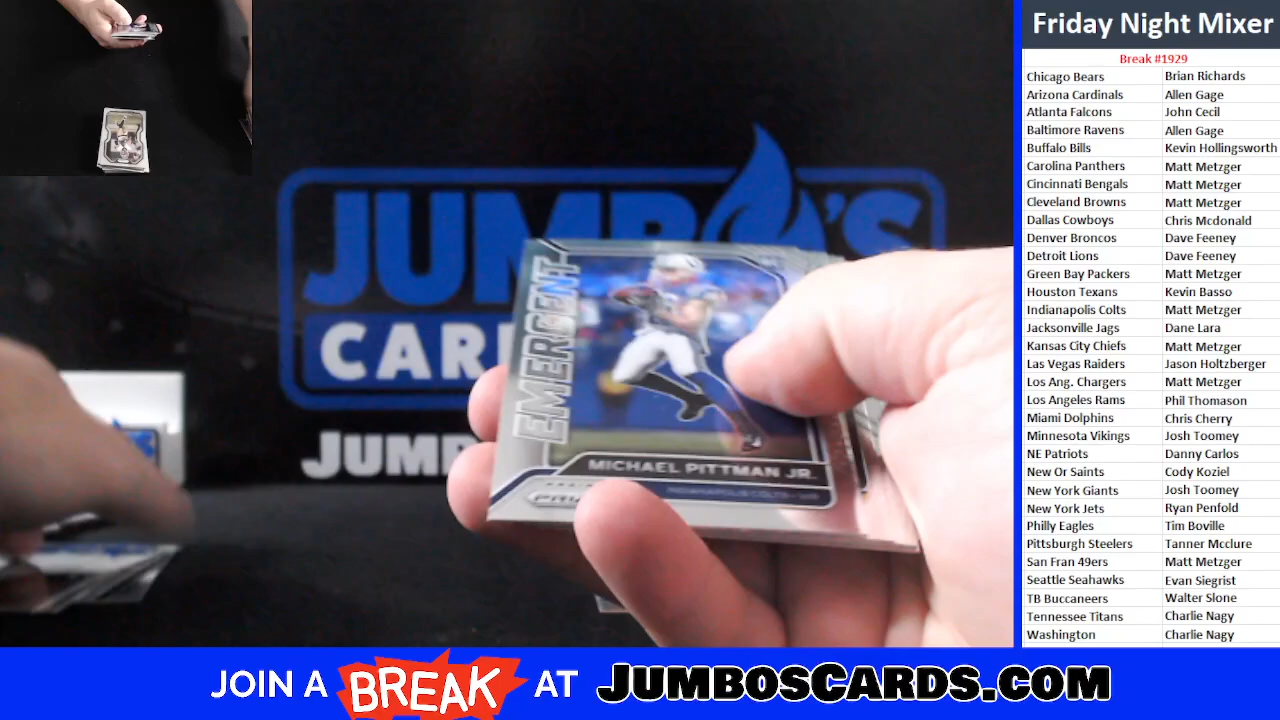 Friday Night Mixer
Break #1929
Chicago Bears Brian Richards
Arizona Cardinals Allen Gage
Atlanta Falcons John Cecil
Baltimore Ravens Allen Gage
Buffalo Bills Kevin Hollingsworth
Carolina Panthers Matt Metzger
Cincinnati Bengals Matt Metzger
Cleveland Browns Matt Metzger
Dallas Cowboys Chris Mcdonald
Denver Broncos Dave Feeney
Detroit Lions Dave Feeney
Green Bay Packers Matt Metzger
Houston Texans Kevin Basso
Indianapolis Colts Matt Metzger
Jacksonville Jags Dane Lara
Kansas City Chiefs Matt Metzger
Las Vegas Raiders Jason Holtzberger
Los Ang. Chargers Matt Metzger
Los Angeles Rams Phil Thomason
Miami Dolphins Chris Cherry
Minnesota Vikings Josh Toomey
NE Patriots Danny Carlos
New Or Saints Cody Koziel
New York Giants Josh Toomey
New York Jets Ryan Penfold
Philly Eagles Tim Boville
Pittsburgh Steelers Tanner Mcclure
San Fran 49ers Matt Metzger
Seattle Seahawks Evan Siegrist
TB Buccaneers Walter Slone
Tennessee Titans Charlie Nagy
Washington Charlie Nagy
JUMBO'S
CAR
JUMB
EMERGENT
MICHAEL PITTMAN JR.
INDIANAPOLIS COLTS - WR
JOIN A BREAK AT JUMBOSCARDS.COM